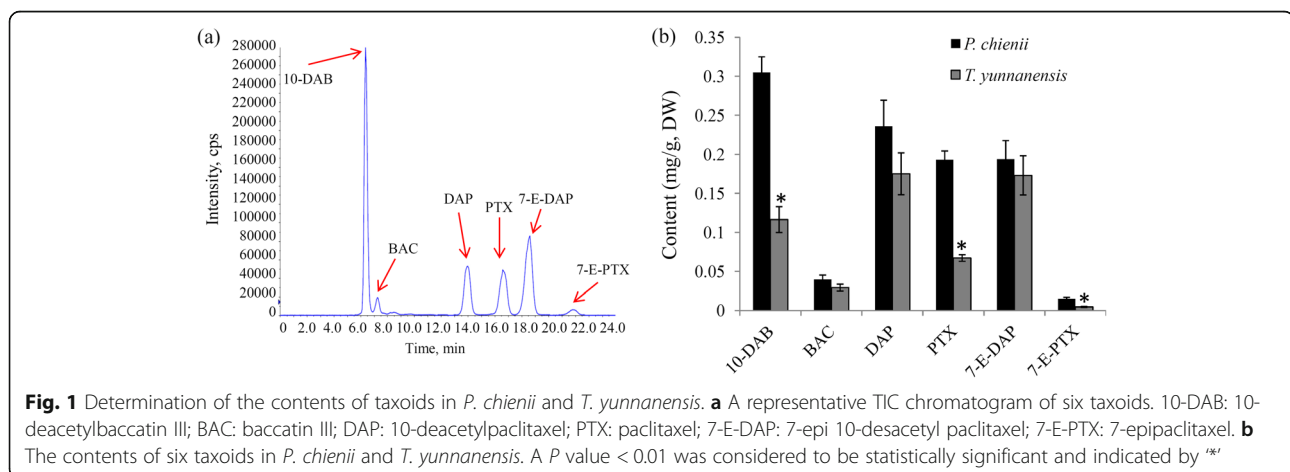 (a)
280000
260000
240000
220000
200000
180000
160000
140000
120000
100000
80000
60000
40000
20000
0
Intensity, cps
10-DAB
BAC
DAP
PTX
7-E-DAP
7-E-PTX
0 2.0 4.0 6.0 8.0 10.0 12.0 14.0 16.0 18.0 20.0 22.0 24.0
Time, min
(b)
0.35
0.3
0.25
0.2
0.15
0.1
0.05
0
Content (mg/g, DW)
P. chienii
T. yunnanensis
*
*
*
10-DAB
BAC
DAP
PTX
7-E-DAP
7-E-PTX
Fig. 1 Determination of the contents of taxoids in P. chienii and T. yunnanensis. a A representative TIC chromatogram of six taxoids. 10-DAB: 10-
deacetylbaccatin III; BAC: baccatin III; DAP: 10-deacetylpaclitaxel; PTX: paclitaxel; 7-E-DAP: 7-epi 10-desacetyl paclitaxel; 7-E-PTX: 7-epipaclitaxel. b
The contents of six taxoids in P. chienii and T. yunnanensis. A P value < 0.01 was considered to be statistically significant and indicated by ‘*’